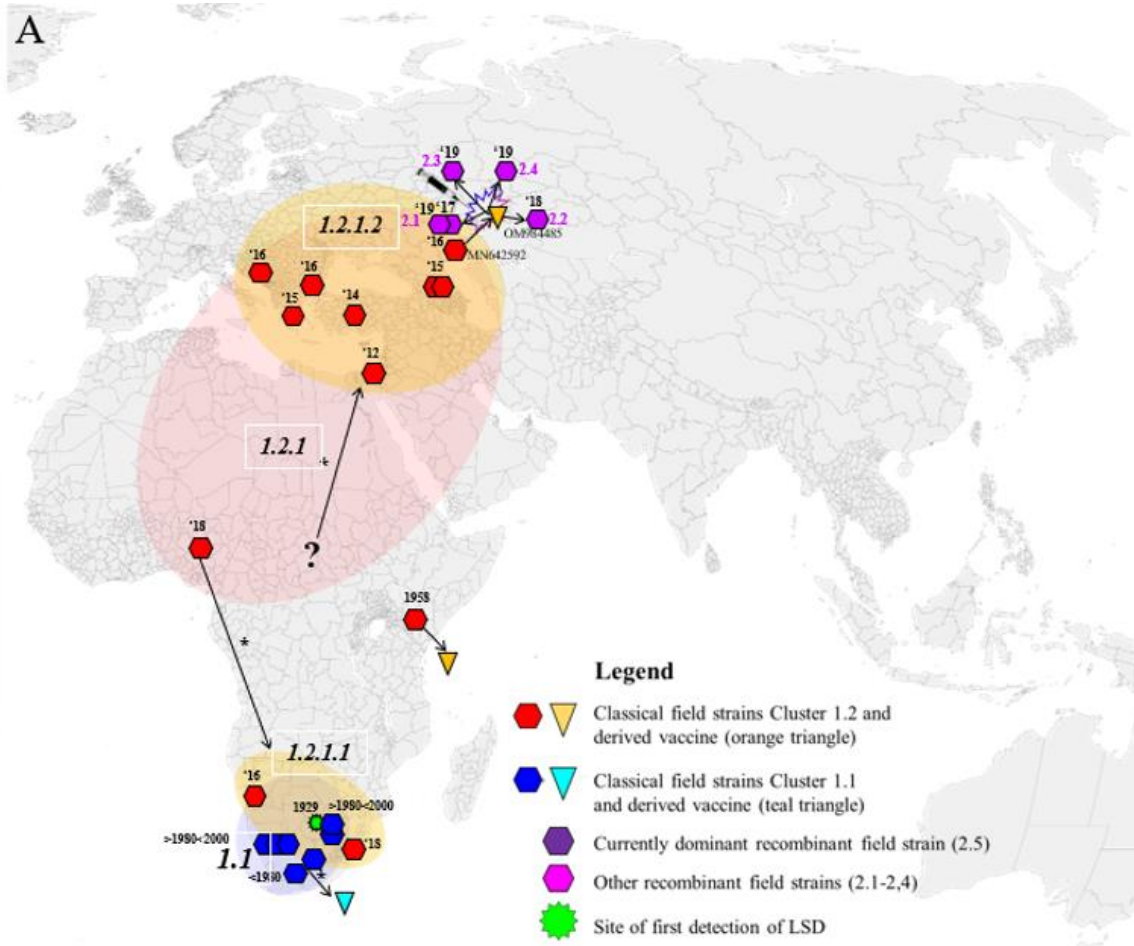 A
'19
'19
2.3
2.4
1.2.1.2
'19
'17
'18
2.1
2.2
OM984485
'16
MN642592
'16
'16
'15
'15
'14
'12
1.2.1
*
'18
?
1958
*
Legend
Classical field strains Cluster 1.2 and
derived vaccine (orange triangle)
1.2.1.1
'16
Classical field strains Cluster 1.1
and derived vaccine (teal triangle)
1929
>1980<2000
>1980<2000
Currently dominant recombinant field strain (2.5)
1.1
'18
*
Other recombinant field strains (2.1-2,4)
Site of first detection of LSD